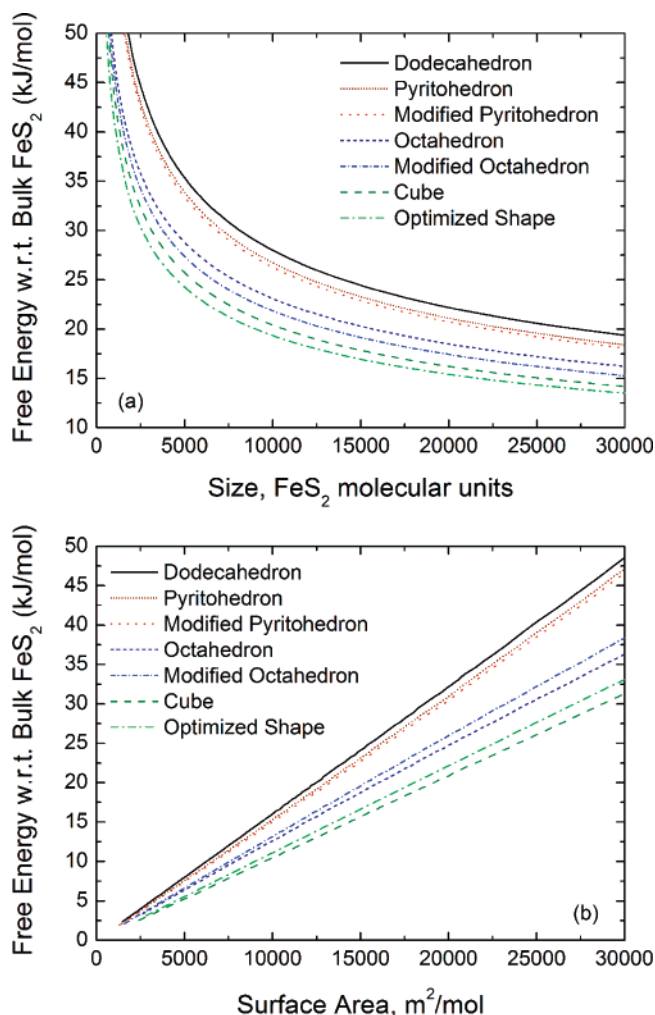 Free Energy w.r.t. Bulk FeS₂ (kJ/mol)
50
45
40
35
30
25
20
15
10
Dodecahedron
Pyritohedron
Modified Pyritohedron
Octahedron
Modified Octahedron
Cube
Optimized Shape
(a)
0 5000 10000 15000 20000 25000 30000
Size, FeS₂ molecular units
Free Energy w.r.t. Bulk FeS₂ (kJ/mol)
50
45
40
35
30
25
20
15
10
5
0
Dodecahedron
Pyritohedron
Modified Pyritohedron
Octahedron
Modified Octahedron
Cube
Optimized Shape
(b)
0 5000 10000 15000 20000 25000 30000
Surface Area, m²/mol